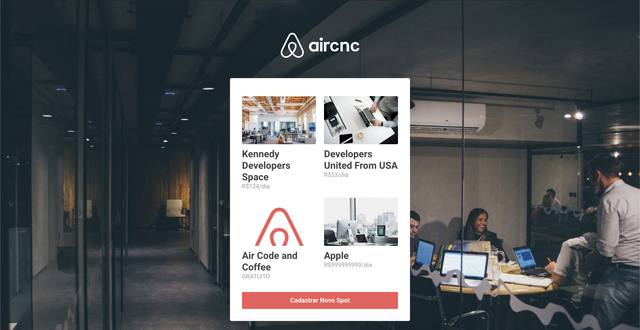 aircnc
Kennedy
Developers
Space
R$124/dia
Developers
United From USA
R$53/dia
Air Code and
Coffee
GRATUITO
Apple
R$999999999/dia
Cadastrar Novo Spot